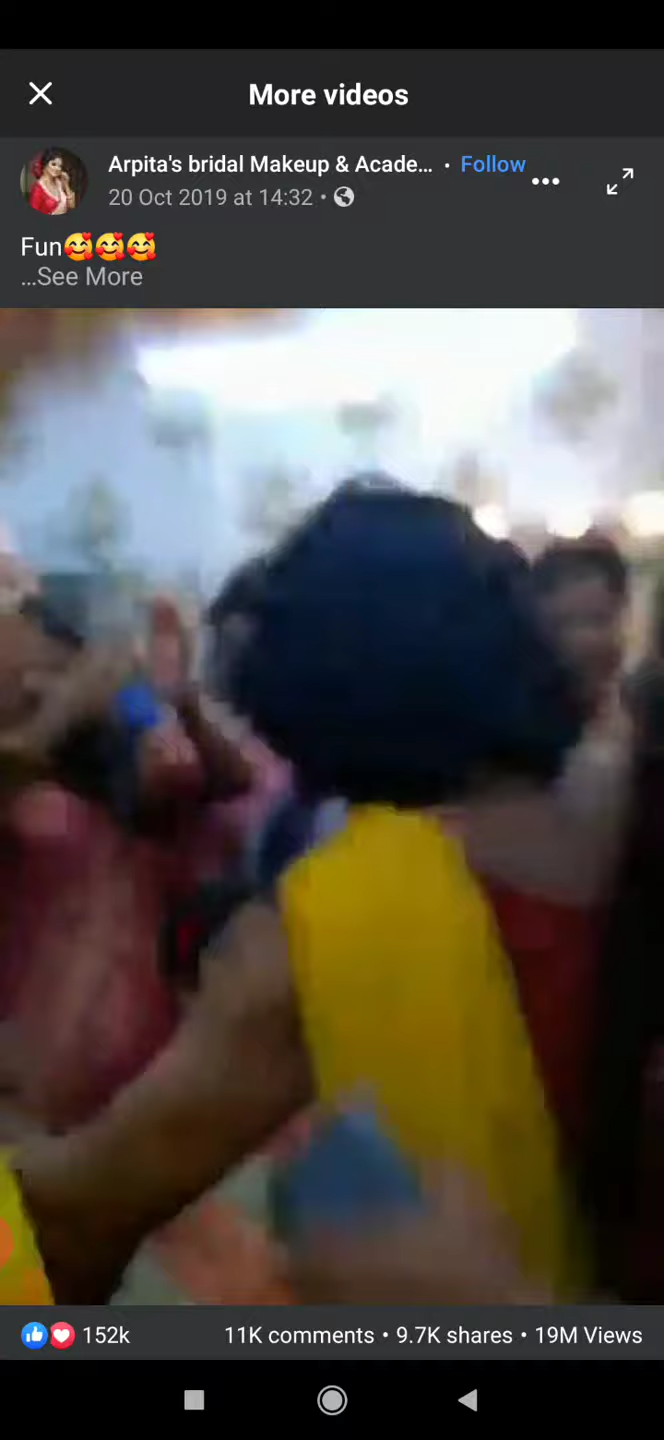 More videos
Arpita's bridal Makeup & Acade... • Follow
20 Oct 2019 at 14:32 •
Fun🥰🥰🥰
...See More
152k 11K comments • 9.7K shares • 19M Views